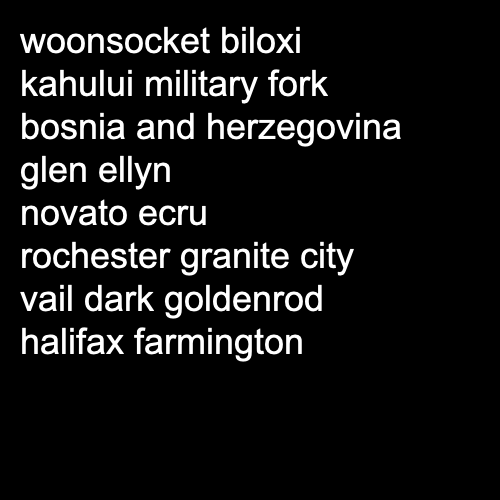 woonsocket biloxi
kahului military fork
bosnia and herzegovina
glen ellyn
novato ecru
rochester granite city
vail dark goldenrod
halifax farmington